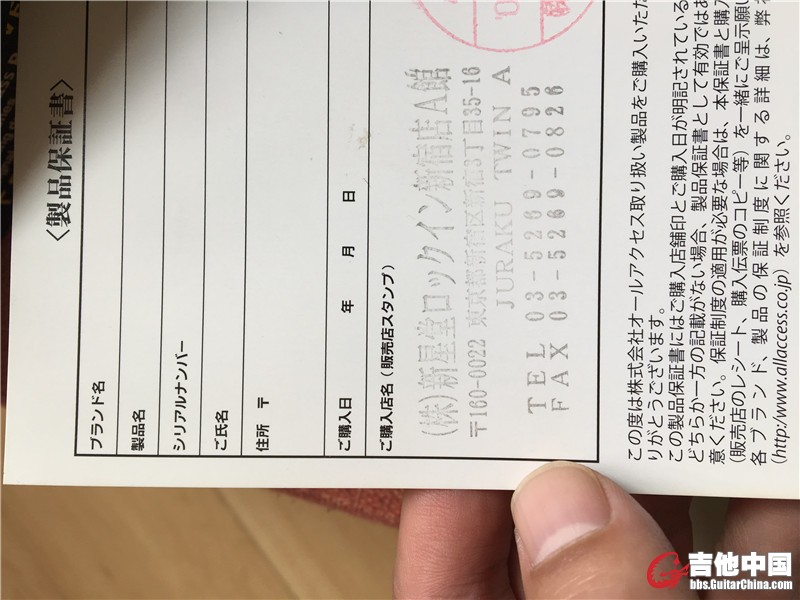 〈製品保証書〉
ブランド名
製品名
シリアルナンバー
ご氏名
住所 〒
ご購入日 年 月 日
ご購入店名(販売店スタンプ)
(株)新星堂ロックイン新宿店A館
〒160-0022 東京都新宿区新宿3丁目35-16
JURAKU TWIN A
TEL 03-5269-0795
FAX 03-5269-0826
この度は株式会社オールアクセス取り扱い製品をご購入いただ
りがとうございます。
この製品保証書にはご購入店舗印とご購入日が明記されている
どちらか一方の記載がない場合、製品保証書として有効ではあ
意ください。保証制度の適用が必要な場合は、本保証書と購入
(販売店のレシート、購入伝票のコピー等)を一緒にご呈示願い
各ブランド、製品の保証制度に関する詳細は、弊
(http://www.allaccess.co.jp)を参照ください。
吉他中国
bbs.GuitarChina.com